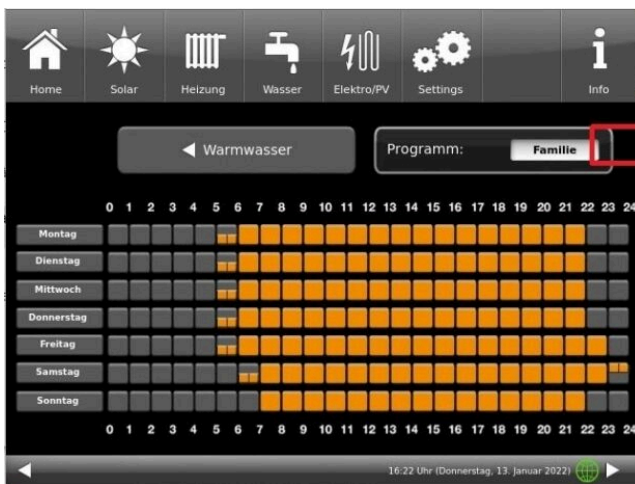 Home Solar Heizung Wasser Elektro/PV Settings Info
Warmwasser Programm: Familie
0 1 2 3 4 5 6 7 8 9 10 11 12 13 14 15 16 17 18 19 20 21 22 23 24
Montag
Dienstag
Mittwoch
Donnerstag
Freitag
Samstag
Sonntag
0 1 2 3 4 5 6 7 8 9 10 11 12 13 14 15 16 17 18 19 20 21 22 23 24
16:22 Uhr (Donnerstag, 13. Januar 2022)